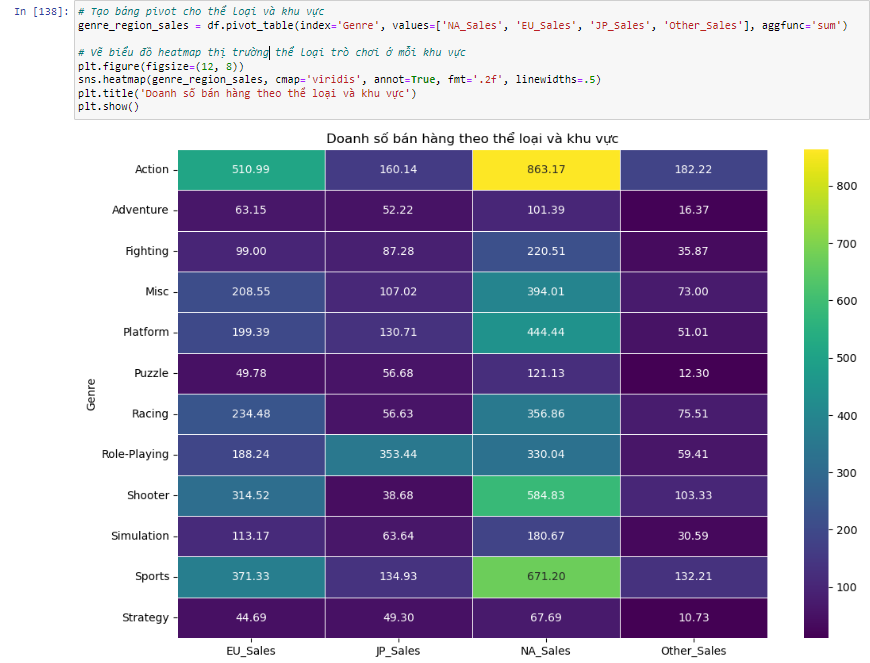 In [138]: # Tạo bảng pivot cho thể Loại và khu vực
genre_region_sales = df.pivot_table(index='Genre', values=['NA_Sales', 'EU_Sales', 'JP_Sales', 'Other_Sales'], aggfunc='sum')
# Vẽ biểu đồ heatmap thị trường thể Loại trò chơi ở mỗi khu vực
plt.figure(figsize=(12, 8))
sns.heatmap(genre_region_sales, cmap='viridis', annot=True, fmt='.2f', linewidths=.5)
plt.title('Doanh số bán hàng theo thể loại và khu vực')
plt.show()
Doanh số bán hàng theo thể loại và khu vực
Action 510.99 160.14 863.17 182.22
Adventure 63.15 52.22 101.39 16.37
Fighting 99.00 87.28 220.51 35.87
Misc 208.55 107.02 394.01 73.00
Platform 199.39 130.71 444.44 51.01
Puzzle 49.78 56.68 121.13 12.30
Racing 234.48 56.63 356.86 75.51
Role-Playing 188.24 353.44 330.04 59.41
Shooter 314.52 38.68 584.83 103.33
Simulation 113.17 63.64 180.67 30.59
Sports 371.33 134.93 671.20 132.21
Strategy 44.69 49.30 67.69 10.73
EU_Sales JP_Sales NA_Sales Other_Sales
Genre
800
700
600
500
400
300
200
100